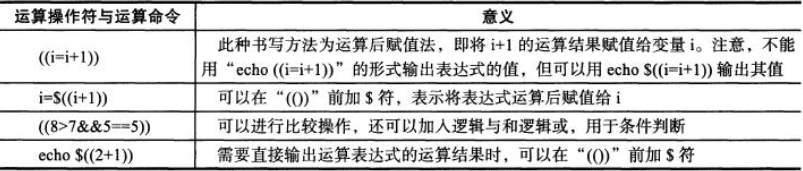 运算操作符与运算命令 意义
((i=i+1)) 此种书写方法为运算后赋值法，即将 i+1 的运算结果赋值给变量 i。注意，不能
用“echo ((i=i+1))”的形式输出表达式的值，但可以用 echo $((i=i+1)) 输出其值
i=$((i+1)) 可以在“(())”前加 $ 符，表示将表达式运算后赋值给 i
((8>7&&5==5)) 可以进行比较操作，还可以加入逻辑与和逻辑或，用于条件判断
echo $((2+1)) 需要直接输出运算表达式的运算结果时，可以在“(())”前加 $ 符